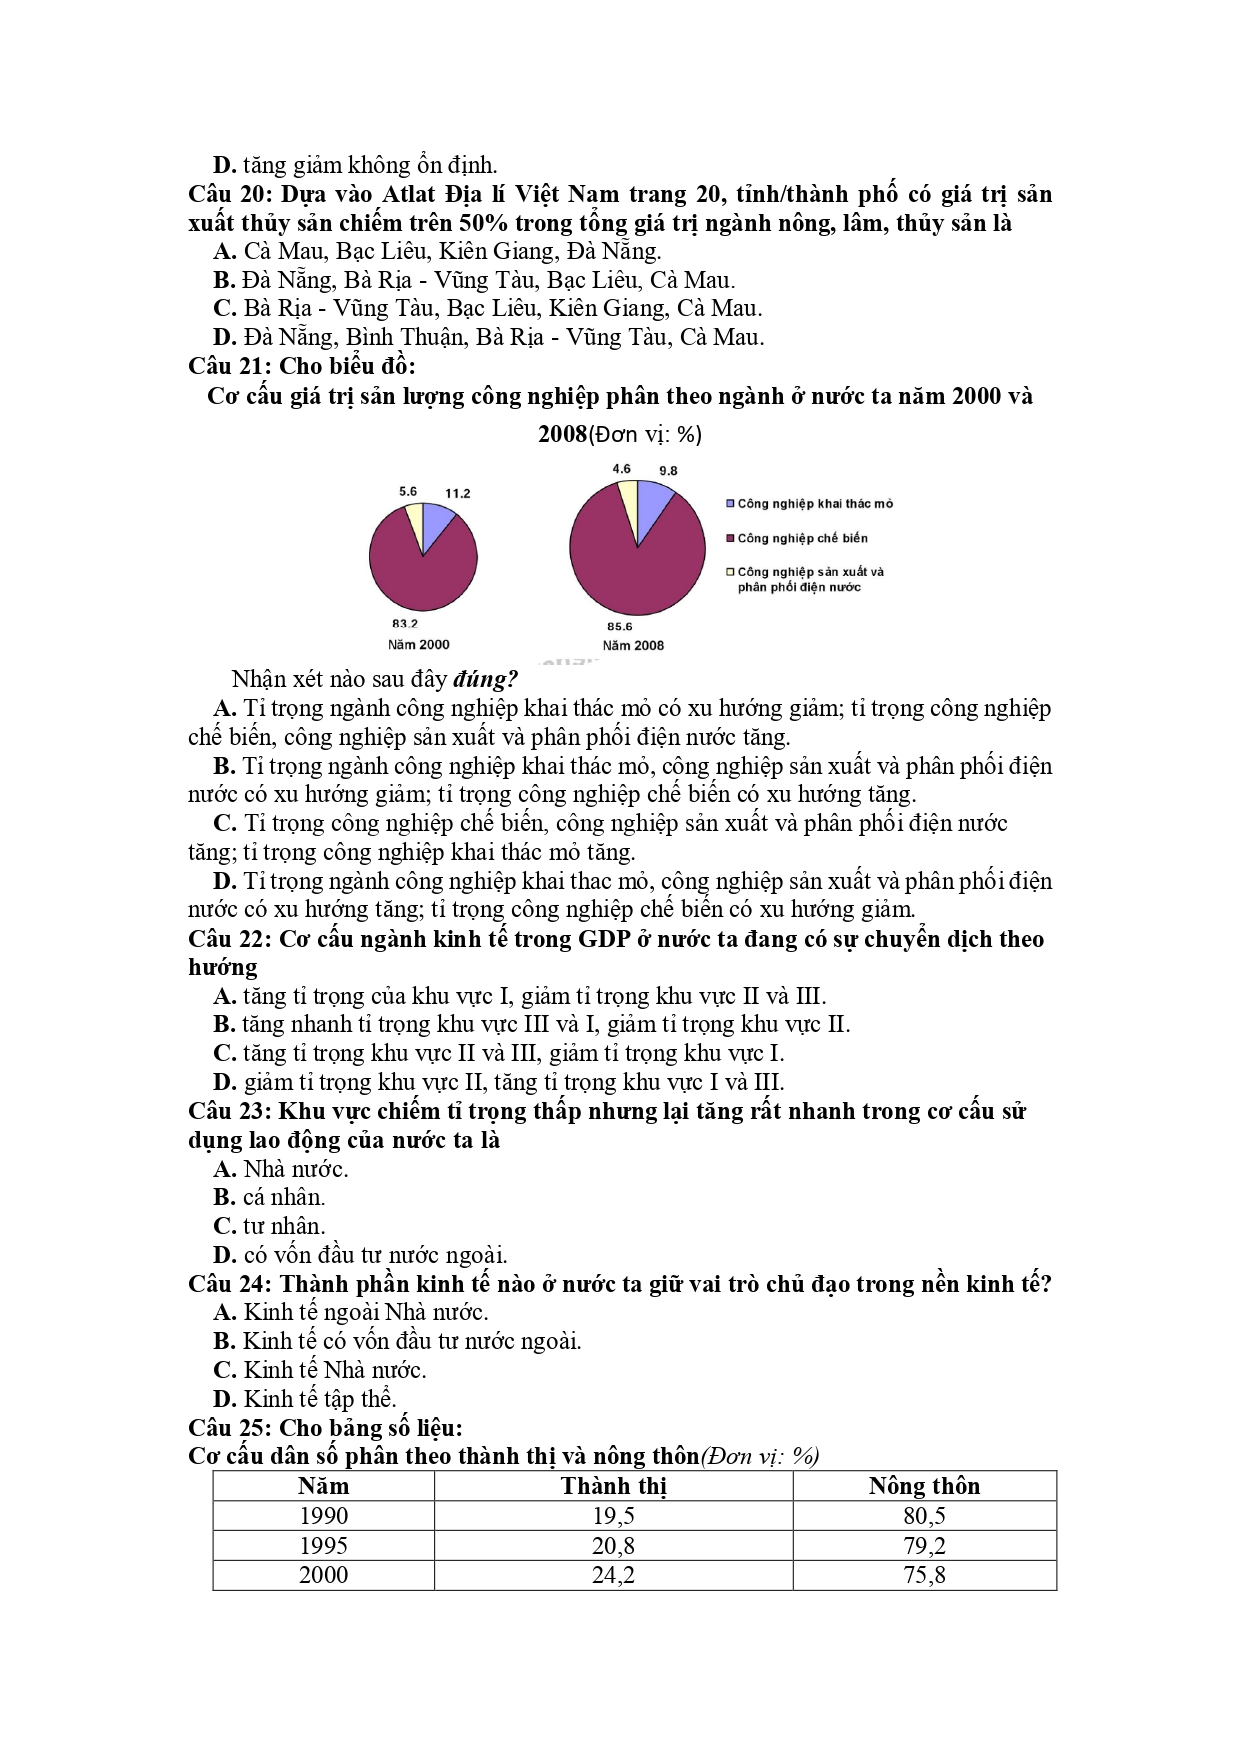 D. tăng giảm không ổn định.
Câu 20: Dựa vào Atlat Địa lí Việt Nam trang 20, tỉnh/thành phố có giá trị sản
xuất thủy sản chiếm trên 50% trong tổng giá trị ngành nông, lâm, thủy sản là
A. Cà Mau, Bạc Liêu, Kiên Giang, Đà Nẵng.
B. Đà Nẵng, Bà Rịa - Vũng Tàu, Bạc Liêu, Cà Mau.
C. Bà Rịa - Vũng Tàu, Bạc Liêu, Kiên Giang, Cà Mau.
D. Đà Nẵng, Bình Thuận, Bà Rịa - Vũng Tàu, Cà Mau.
Câu 21: Cho biểu đồ:
Cơ cấu giá trị sản lượng công nghiệp phân theo ngành ở nước ta năm 2000 và
2008(Đơn vị: %)
5.6 11.2
83.2
Năm 2000
4.6 9.8
85.6
Năm 2008
Công nghiệp khai thác mỏ
Công nghiệp chế biến
Công nghiệp sản xuất và
phân phối điện nước
Nhận xét nào sau đây đúng?
A. Tỉ trọng ngành công nghiệp khai thác mỏ có xu hướng giảm; tỉ trọng công nghiệp
chế biến, công nghiệp sản xuất và phân phối điện nước tăng.
B. Tỉ trọng ngành công nghiệp khai thác mỏ, công nghiệp sản xuất và phân phối điện
nước có xu hướng giảm; tỉ trọng công nghiệp chế biến có xu hướng tăng.
C. Tỉ trọng công nghiệp chế biến, công nghiệp sản xuất và phân phối điện nước
tăng; tỉ trọng công nghiệp khai thác mỏ tăng.
D. Tỉ trọng ngành công nghiệp khai thac mỏ, công nghiệp sản xuất và phân phối điện
nước có xu hướng tăng; tỉ trọng công nghiệp chế biến có xu hướng giảm.
Câu 22: Cơ cấu ngành kinh tế trong GDP ở nước ta đang có sự chuyển dịch theo
hướng
A. tăng tỉ trọng của khu vực I, giảm tỉ trọng khu vực II và III.
B. tăng nhanh tỉ trọng khu vực III và I, giảm tỉ trọng khu vực II.
C. tăng tỉ trọng khu vực II và III, giảm tỉ trọng khu vực I.
D. giảm tỉ trọng khu vực II, tăng tỉ trọng khu vực I và III.
Câu 23: Khu vực chiếm tỉ trọng thấp nhưng lại tăng rất nhanh trong cơ cấu sử
dụng lao động của nước ta là
A. Nhà nước.
B. cá nhân.
C. tư nhân.
D. có vốn đầu tư nước ngoài.
Câu 24: Thành phần kinh tế nào ở nước ta giữ vai trò chủ đạo trong nền kinh tế?
A. Kinh tế ngoài Nhà nước.
B. Kinh tế có vốn đầu tư nước ngoài.
C. Kinh tế Nhà nước.
D. Kinh tế tập thể.
Câu 25: Cho bảng số liệu:
Cơ cấu dân số phân theo thành thị và nông thôn(Đơn vị: %)
Năm Thành thị Nông thôn
1990 19,5 80,5
1995 20,8 79,2
2000 24,2 75,8